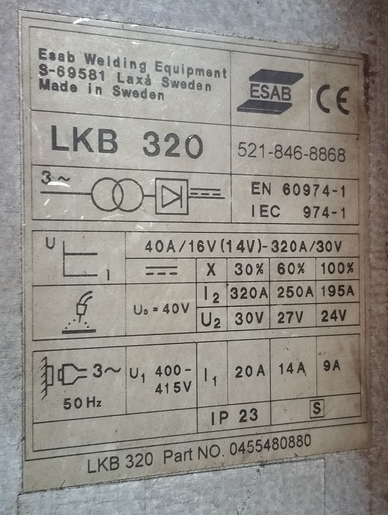 Esab Welding Equipment
S-69581 Laxå Sweden
Made in Sweden
ESAB
CE
LKB 320
521-846-8868
3~
EN 60974-1
IEC 974-1
U
I
40A/16V (14V)-320A/30V
X 30% 60% 100%
U₀ = 40V
I₂ 320A 250A 195A
U₂ 30V 27V 24V
3~
50 Hz
U₁ 400-
415V
I₁ 20A 14A 9A
IP 23
S
LKB 320 Part NO. 0455480880